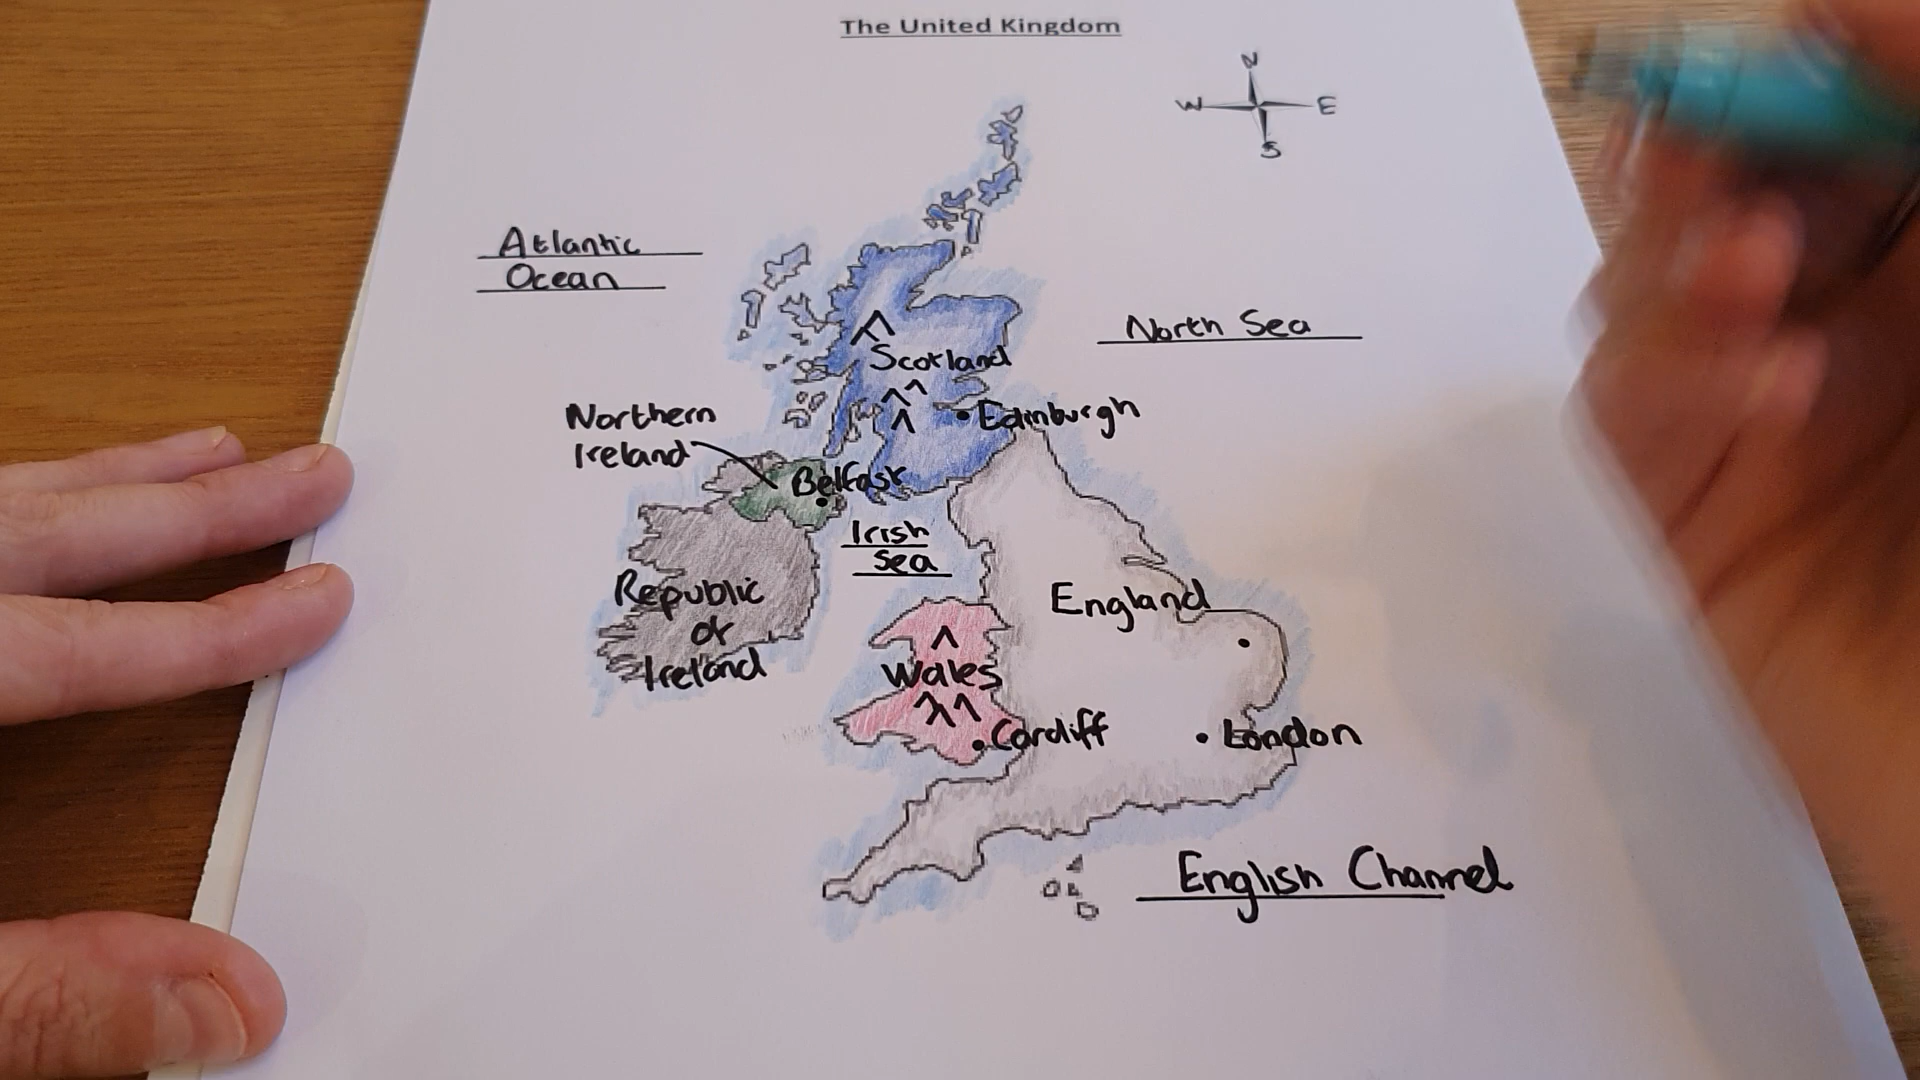 The United Kingdom
N
W E
S
Atlantic
Ocean
North Sea
Scotland
Edinburgh
Northern
Ireland
Belfast
Irish
Sea
Republic
of
Ireland
England
Wales
Cardiff
London
English Channel